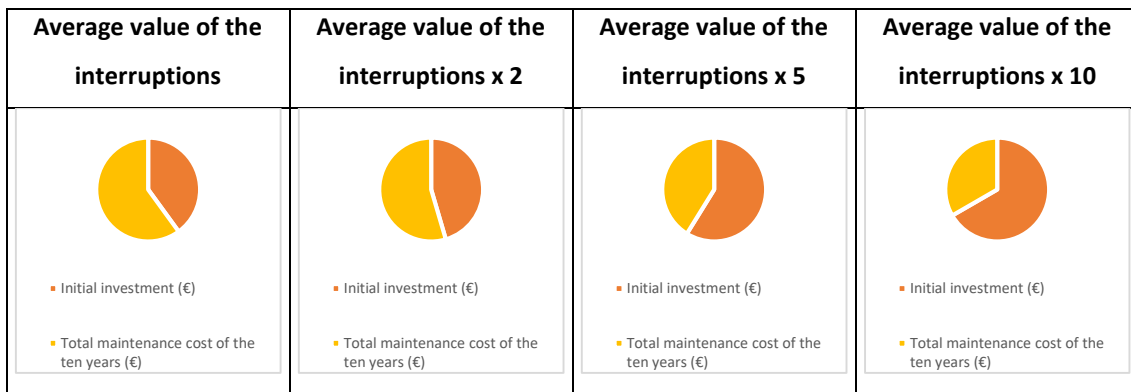 Average value of the
interruptions
Average value of the
interruptions x 2
Average value of the
interruptions x 5
Average value of the
interruptions x 10
Initial investment (€)
Total maintenance cost of the
ten years (€)
Initial investment (€)
Total maintenance cost of the
ten years (€)
Initial investment (€)
Total maintenance cost of the
ten years (€)
Initial investment (€)
Total maintenance cost of the
ten years (€)